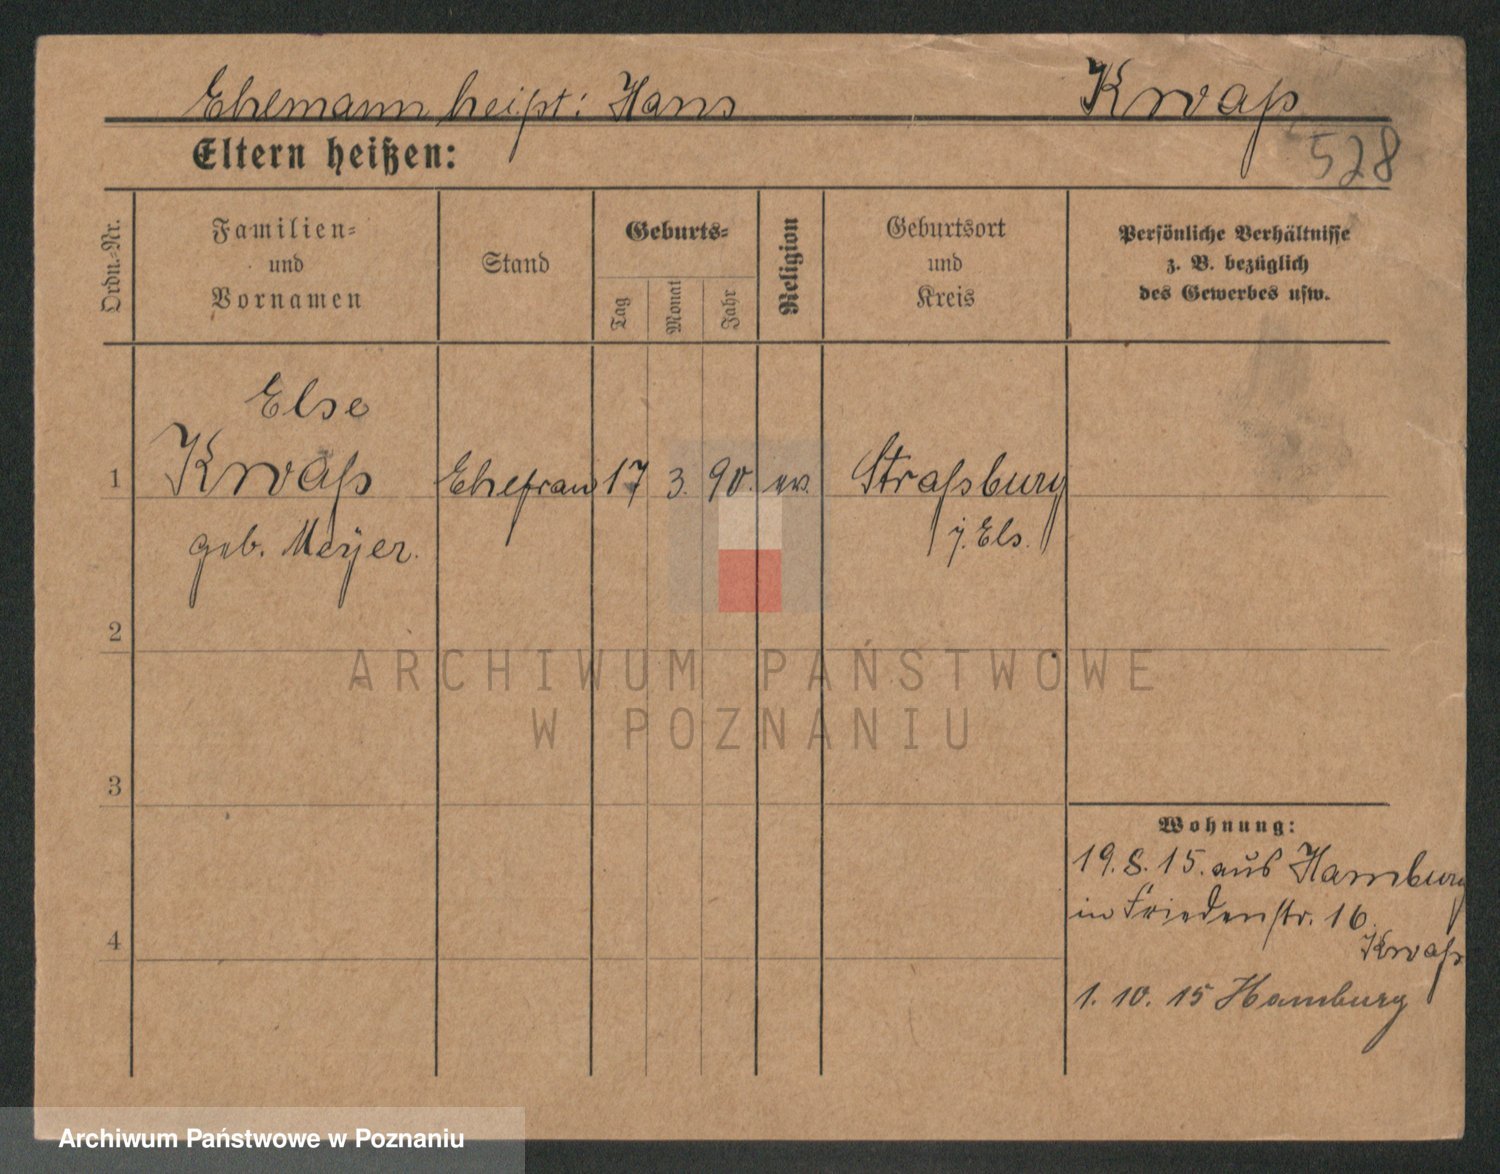 Ehemann heißt: Hans Kwaß
528
Eltern heißen:
Ordn.-Nr.
Familien-
und
Vornamen
Stand
Geburts-
Tag
Monat
Jahr
Religion
Geburtsort
und
Kreis
Persönliche Verhältnisse
z. B. bezüglich
des Gewerbes usw.
Else
1 Kwaß Ehefrau 17 3. 90. ev. Straßburg
geb. Meyer. i. Els.
2
ARCHIWUM PAŃSTWOWE
W POZNANIU
3
Wohnung:
19.8.15. aus Hamburg
in Friedenstr. 16.
Kwaß
4
1. 10. 15 Hamburg
Archiwum Państwowe w Poznaniu